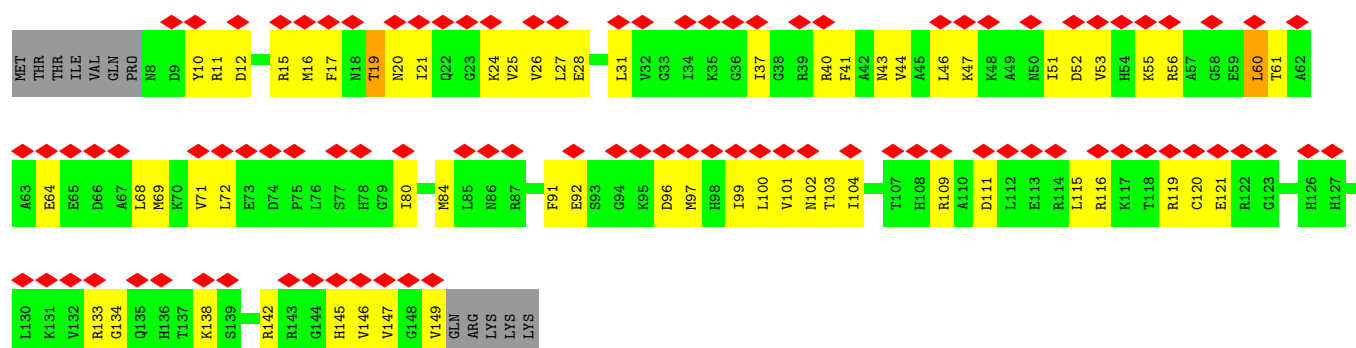 MET THR THR ILE VAL GLN PRO N8 D9 Y10 R11 D12 R15 M16 F17 N18 T19 N20 I21 Q22 G23 K24 V25 V26 L27 E28 L31 V32 G33 I34 K35 G36 I37 G38 R39 R40 F41 A42 N43 V44 A45 L46 K47 K48 A49 N50 I51 D52 V53 H54 K55 R56 A57 G58 E59 L60 T61 A62
A63 E64 E65 D66 A67 L68 M69 K70 V71 L72 E73 D74 P75 L76 S77 H78 G79 I80 M84 L85 N86 R87 F91 E92 S93 G94 K95 D96 M97 H98 I99 L100 V101 N102 T103 I104 T107 H108 R109 A110 D111 L112 E113 R114 L115 R116 K117 T118 R119 C120 E121 R122 G123 H126 H127
L130 K131 V132 R133 G134 Q135 H136 T137 K138 S139 R142 R143 G144 H145 V146 V147 G148 V149 GLN ARG LYS LYS LYS